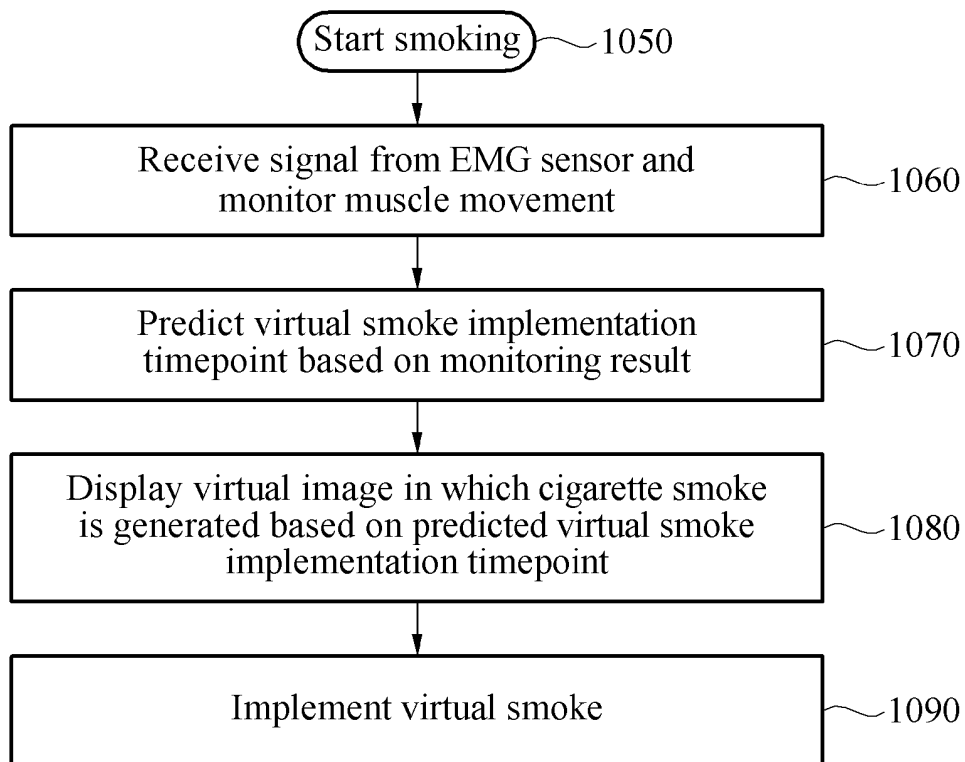 Start smoking
1050
Receive signal from EMG sensor and
monitor muscle movement
1060
Predict virtual smoke implementation
timepoint based on monitoring result
1070
Display virtual image in which cigarette smoke
is generated based on predicted virtual smoke
implementation timepoint
1080
Implement virtual smoke
1090